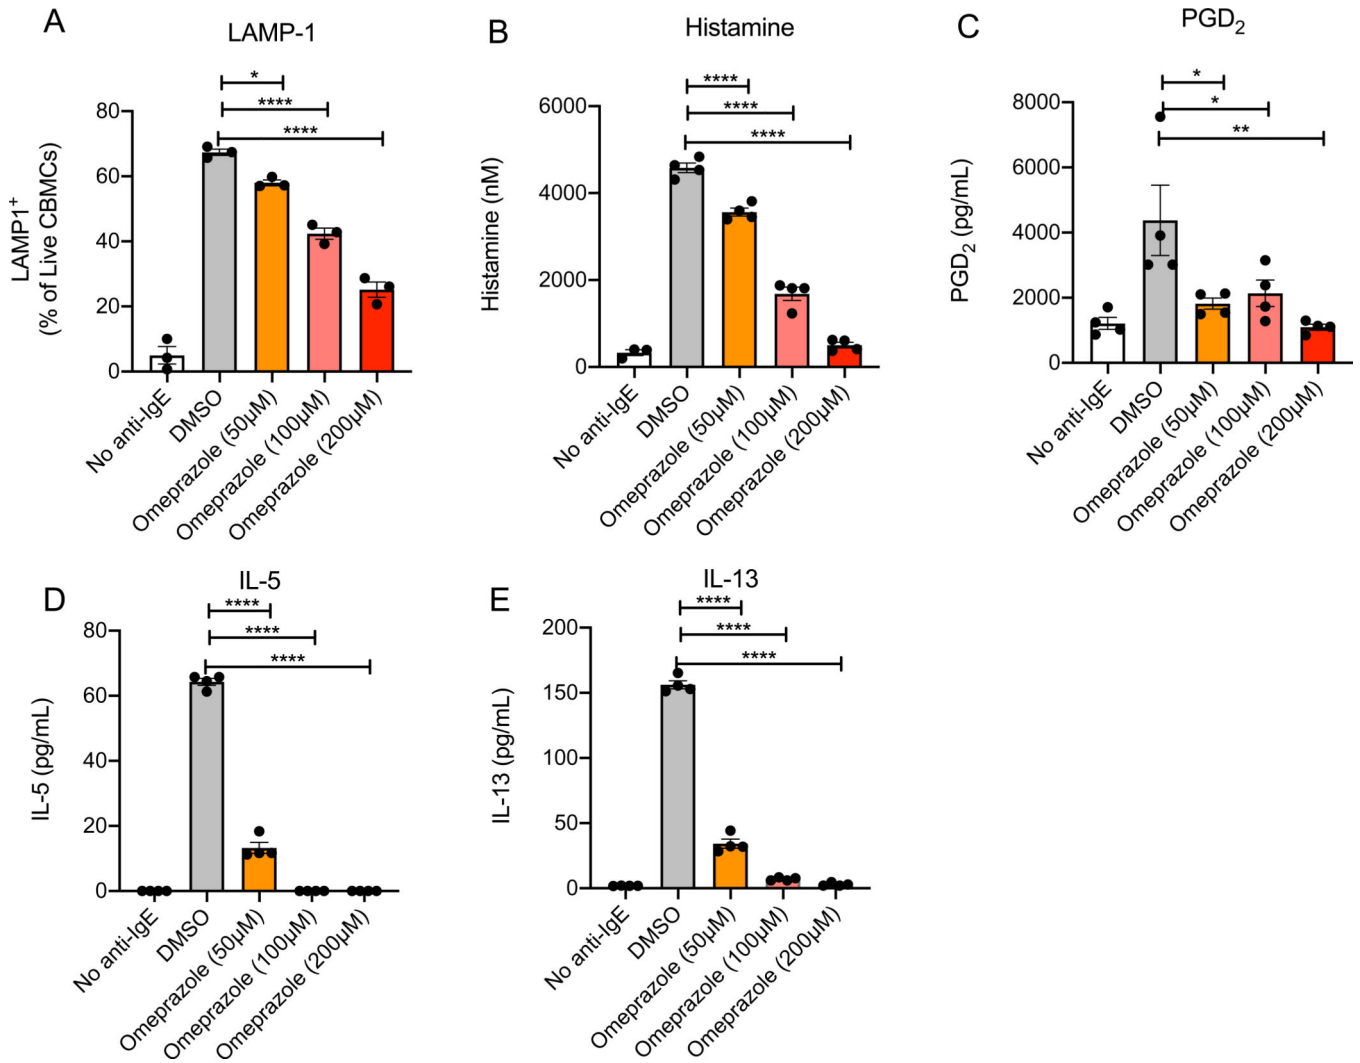 A
LAMP-1
*
****
****
LAMP1+
(% of Live CBMCs)
80
60
40
20
0
No anti-IgE
DMSO
Omeprazole (50µM)
Omeprazole (100µM)
Omeprazole (200µM)
B
Histamine
****
****
****
Histamine (nM)
6000
4000
2000
0
No anti-IgE
DMSO
Omeprazole (50µM)
Omeprazole (100µM)
Omeprazole (200µM)
C
PGD2
*
*
**
PGD2 (pg/mL)
8000
6000
4000
2000
0
No anti-IgE
DMSO
Omeprazole (50µM)
Omeprazole (100µM)
Omeprazole (200µM)
D
IL-5
****
****
****
IL-5 (pg/mL)
80
60
40
20
0
No anti-IgE
DMSO
Omeprazole (50µM)
Omeprazole (100µM)
Omeprazole (200µM)
E
IL-13
****
****
****
IL-13 (pg/mL)
200
150
100
50
0
No anti-IgE
DMSO
Omeprazole (50µM)
Omeprazole (100µM)
Omeprazole (200µM)